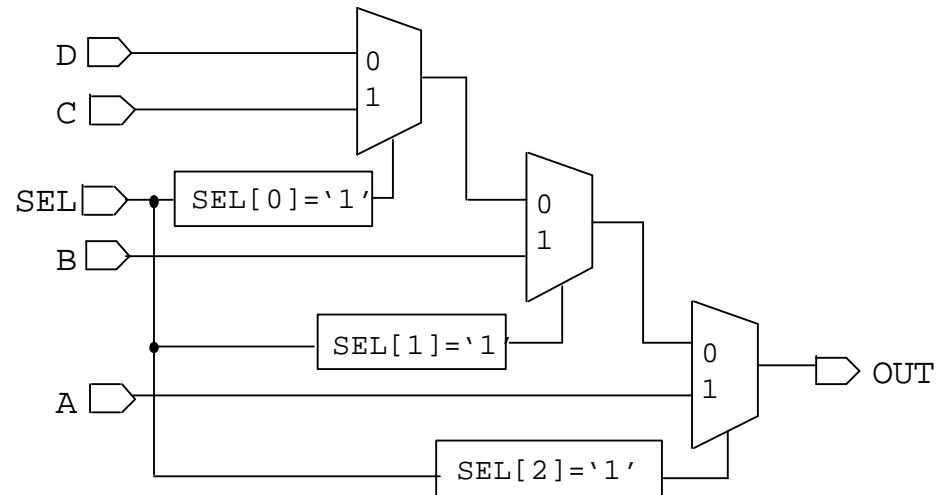 D
0
C
1
SEL
SEL[0]=‘1’
B
0
1
SEL[1]=‘1’
A
0
1
OUT
SEL[2]=‘1’